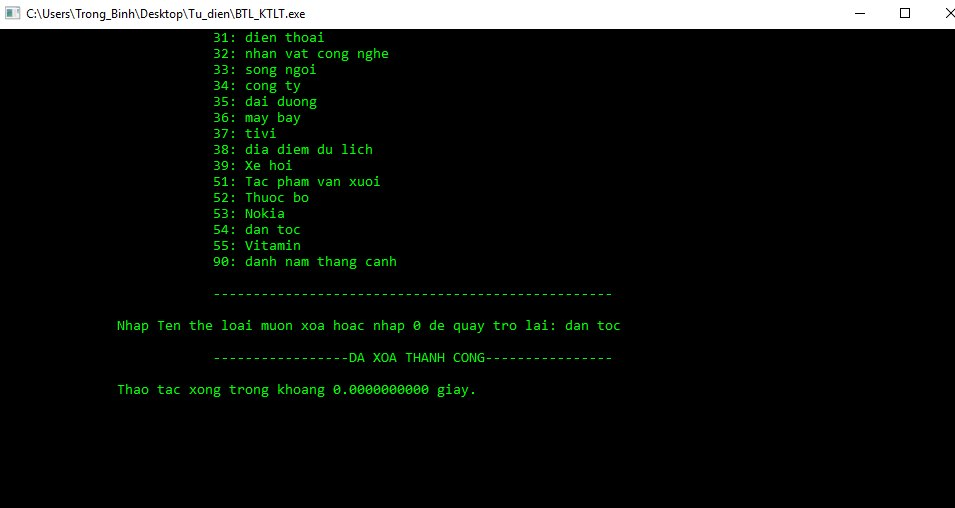 C:\Users\Trong_Binh\Desktop\Tu_dien\BTL_KTLT.exe
31: dien thoai
32: nhan vat cong nghe
33: song ngoi
34: cong ty
35: dai duong
36: may bay
37: tivi
38: dia diem du lich
39: Xe hoi
51: Tac pham van xuoi
52: Thuoc bo
53: Nokia
54: dan toc
55: Vitamin
90: danh nam thang canh
--------------------------------------------------
Nhap Ten the loai muon xoa hoac nhap 0 de quay tro lai: dan toc
-----------------DA XOA THANH CONG----------------
Thao tac xong trong khoang 0.0000000000 giay.